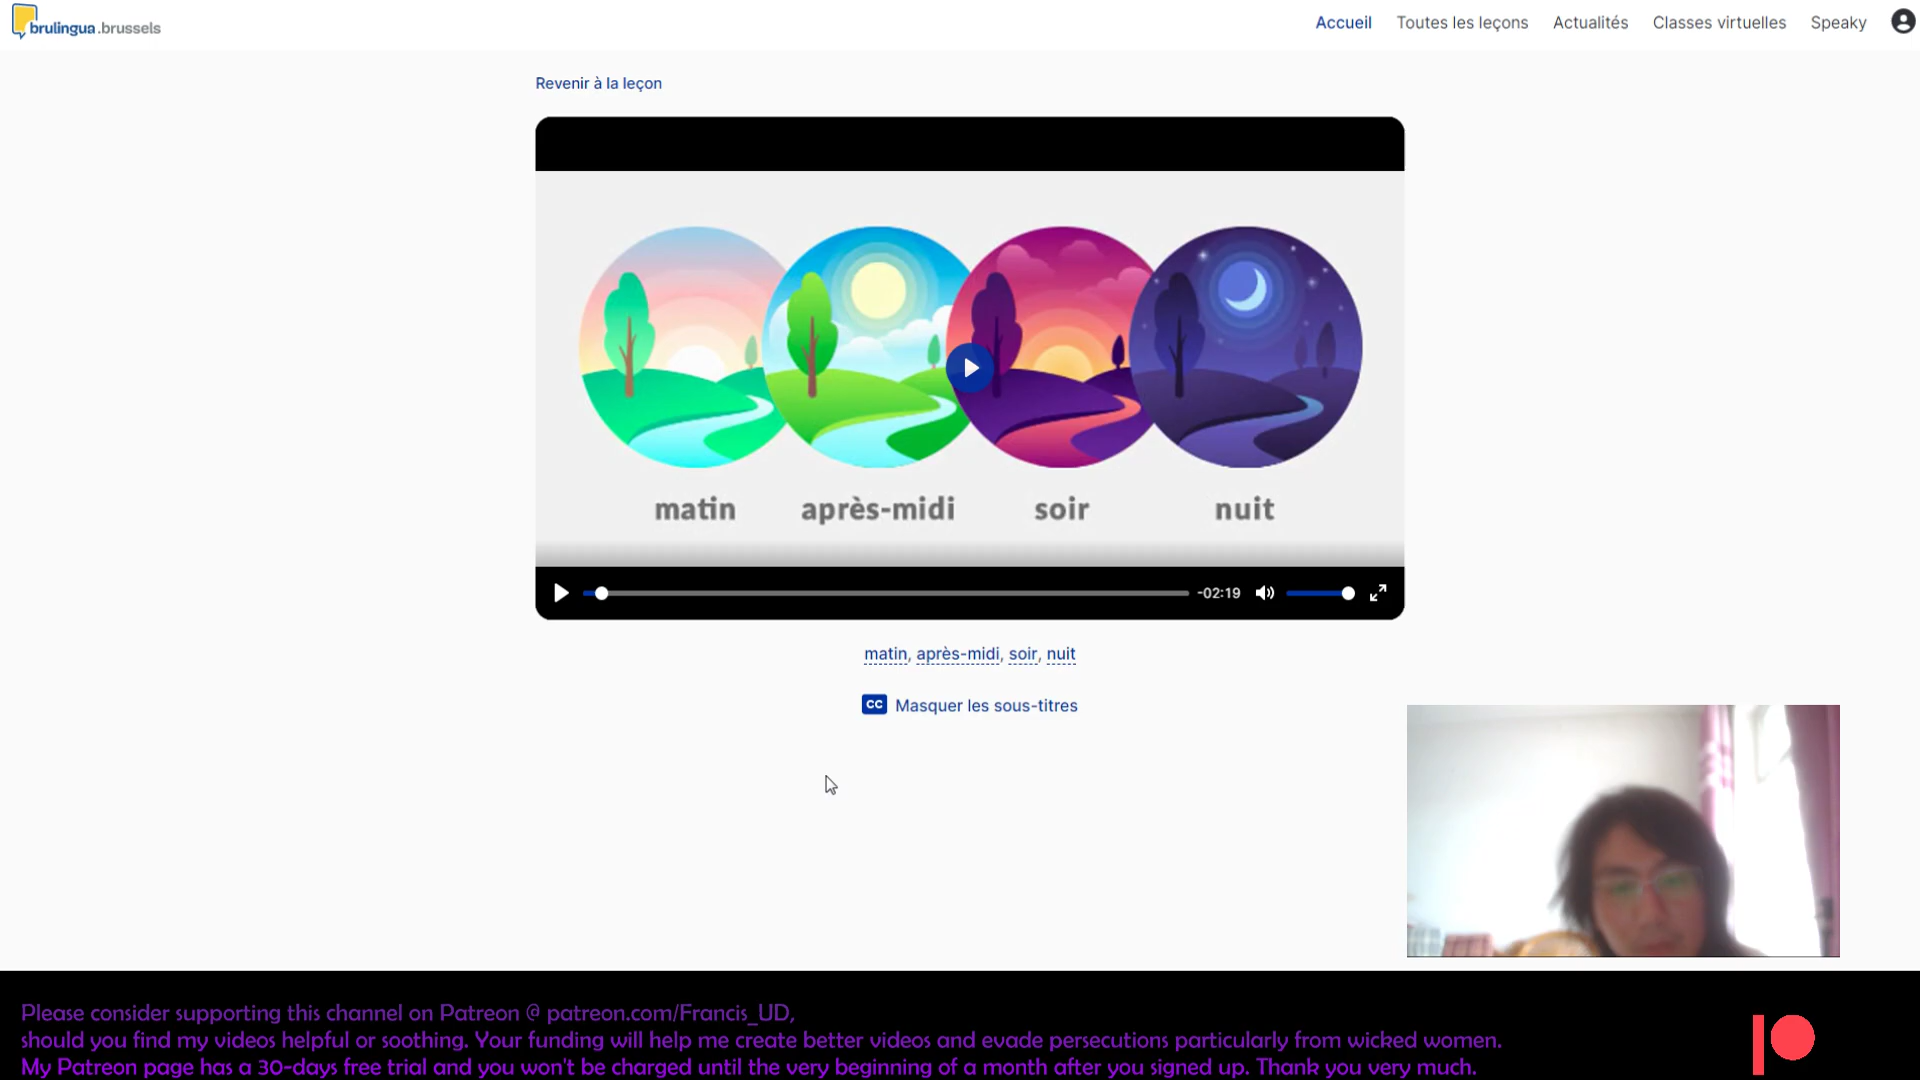 brulingua.brussels
Accueil Toutes les leçons Actualités Classes virtuelles Speaky
Revenir à la leçon
matin après-midi soir nuit
-02:19
matin, après-midi, soir, nuit
CC Masquer les sous-titres
Please consider supporting this channel on Patreon @ patreon.com/Francis_UD,
should you find my videos helpful or soothing. Your funding will help me create better videos and evade persecutions particularly from wicked women.
My Patreon page has a 30-days free trial and you won't be charged until the very beginning of a month after you signed up. Thank you very much.